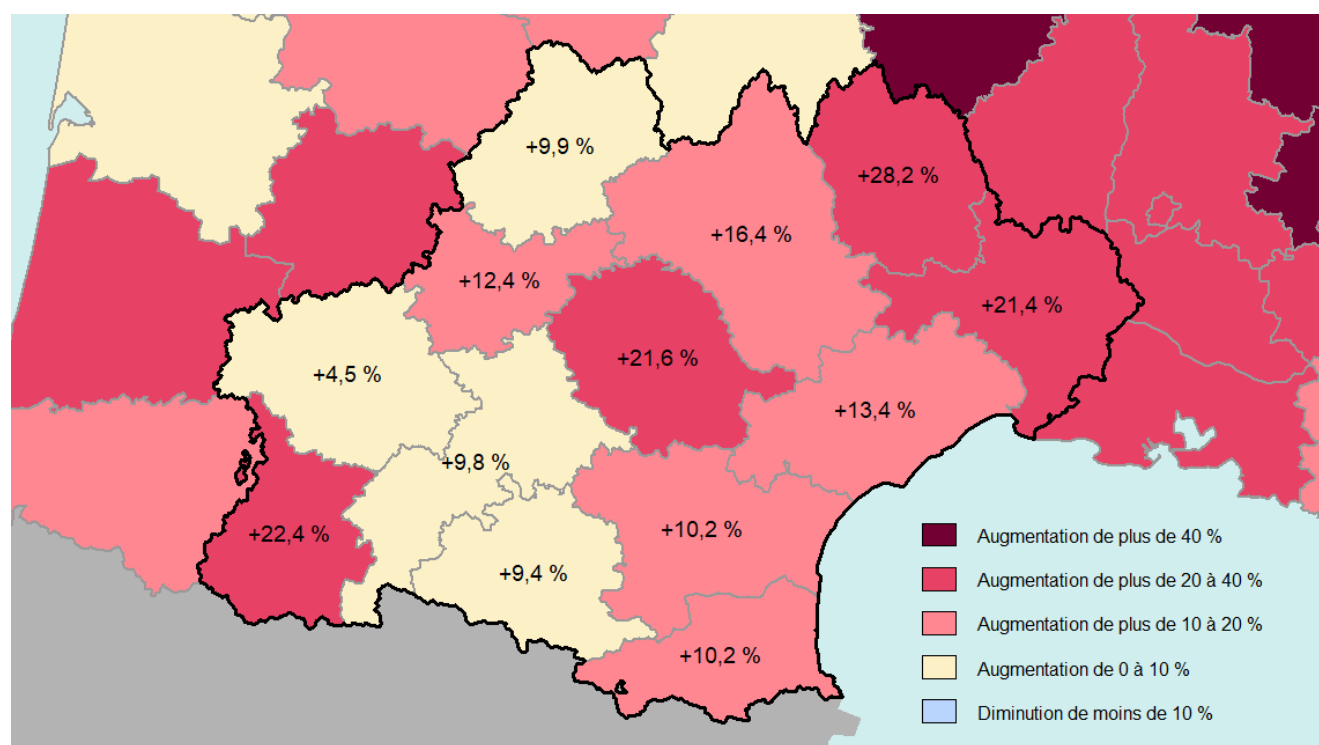 +9,9 %
+28,2 %
+16,4 %
+12,4 %
+21,4 %
+21,6 %
+4,5 %
+13,4 %
+9,8 %
+10,2 %
+22,4 %
+9,4 %
+10,2 %
Augmentation de plus de 40 %
Augmentation de plus de 20 à 40 %
Augmentation de plus de 10 à 20 %
Augmentation de 0 à 10 %
Diminution de moins de 10 %